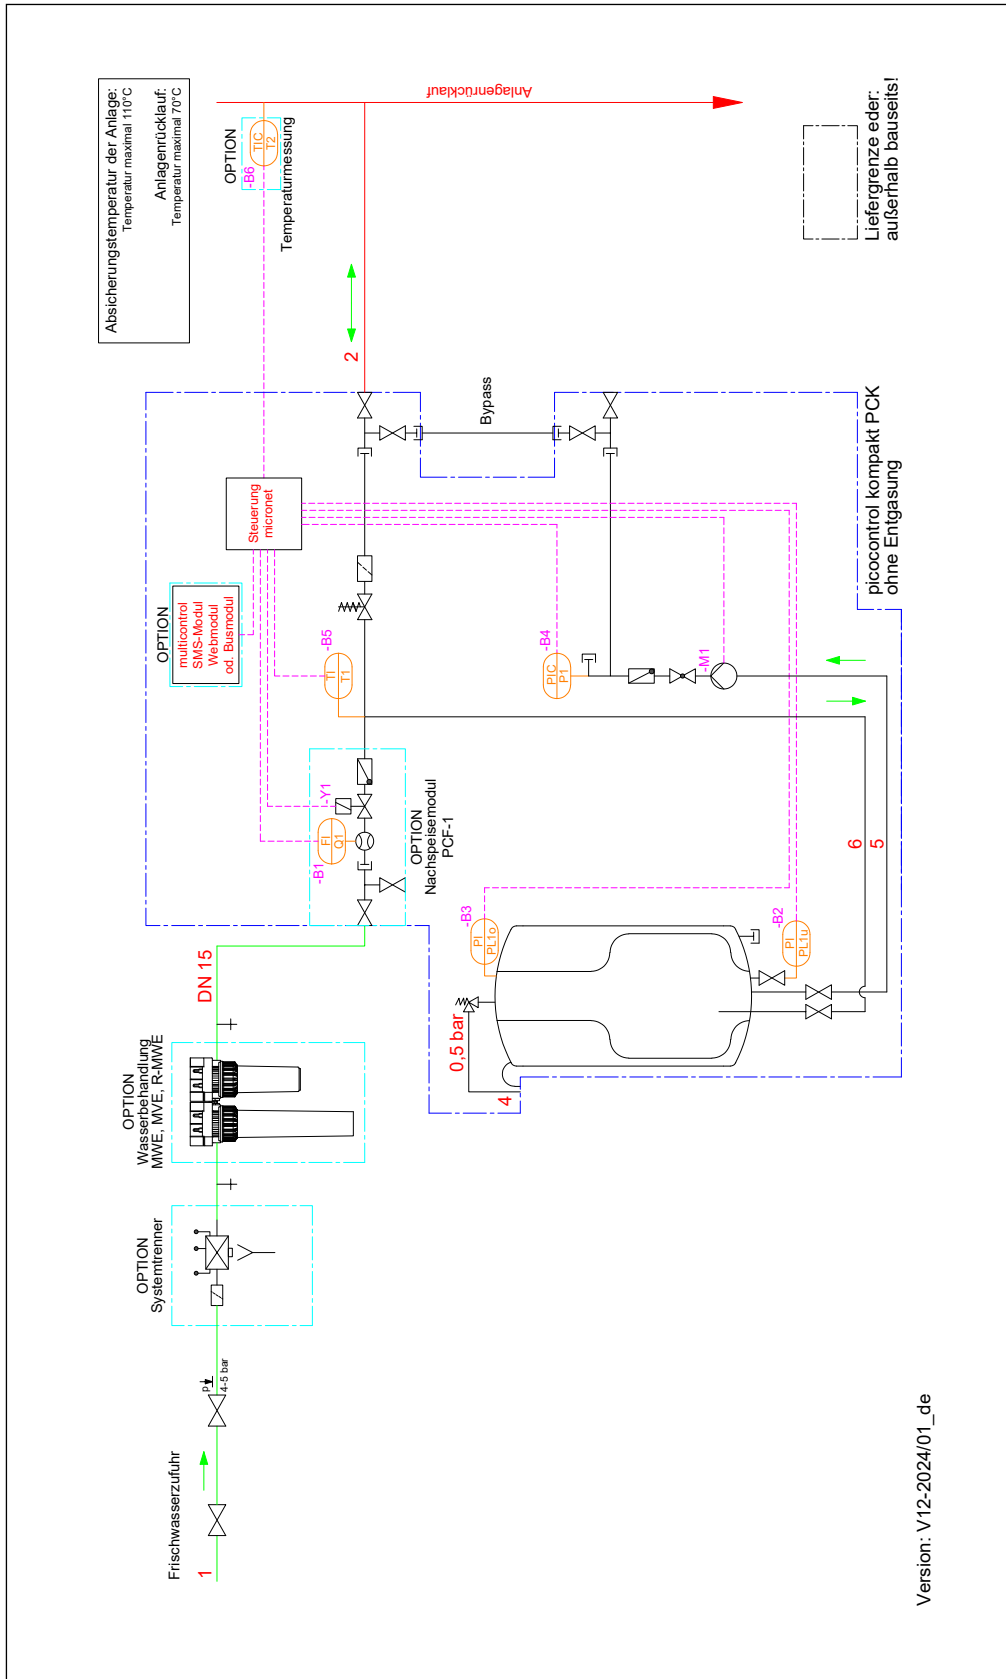 Absicherungstemperatur der Anlage:
Temperatur maximal 110°C
Anlagenrücklauf:
Temperatur maximal 70°C
Anlagenrücklauf
OPTION
TIC
T2
-B6
Temperaturmessung
Liefergrenze eder:
außerhalb bauseits!
2
Bypass
Steuerung
micronet
OPTION
multicontrol
SMS-Modul
Webmodul
od. Busmodul
picocontrol kompakt PCK
ohne Entgasung
-B5
TI
T1
-B4
PIC
P1
-M1
-Y1
-B1
FI
Q1
OPTION
Nachspeisemodul
PCF-1
6
5
-B3
PI
PL1o
-B2
PI
PL1u
DN 15
0,5 bar
4
OPTION
Wasserbehandlung
MWE, MVE, R-MWE
OPTION
Systemtrenner
p
4-5 bar
Frischwasserzufuhr
1
Version: V12-2024/01_de